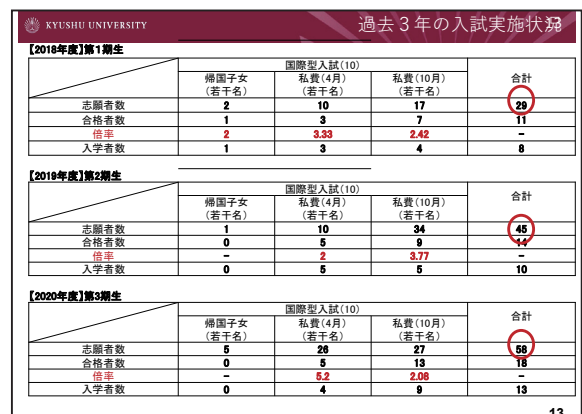 KYUSHU UNIVERSITY 過去3年の入試実施状況 13
【2018年度】第1期生
国際型入試(10) 合計
帰国子女 私費(4月) 私費(10月)
(若干名) (若干名) (若干名)
志願者数 2 10 17 29
合格者数 1 3 7 11
倍率 2 3.33 2.42 -
入学者数 1 3 4 8
【2019年度】第2期生
国際型入試(10) 合計
帰国子女 私費(4月) 私費(10月)
(若干名) (若干名) (若干名)
志願者数 1 10 34 45
合格者数 0 5 9 14
倍率 - 2 3.77 -
入学者数 0 5 5 10
【2020年度】第3期生
国際型入試(10) 合計
帰国子女 私費(4月) 私費(10月)
(若干名) (若干名) (若干名)
志願者数 5 26 27 58
合格者数 0 5 13 18
倍率 - 5.2 2.08 -
入学者数 0 4 9 13
13